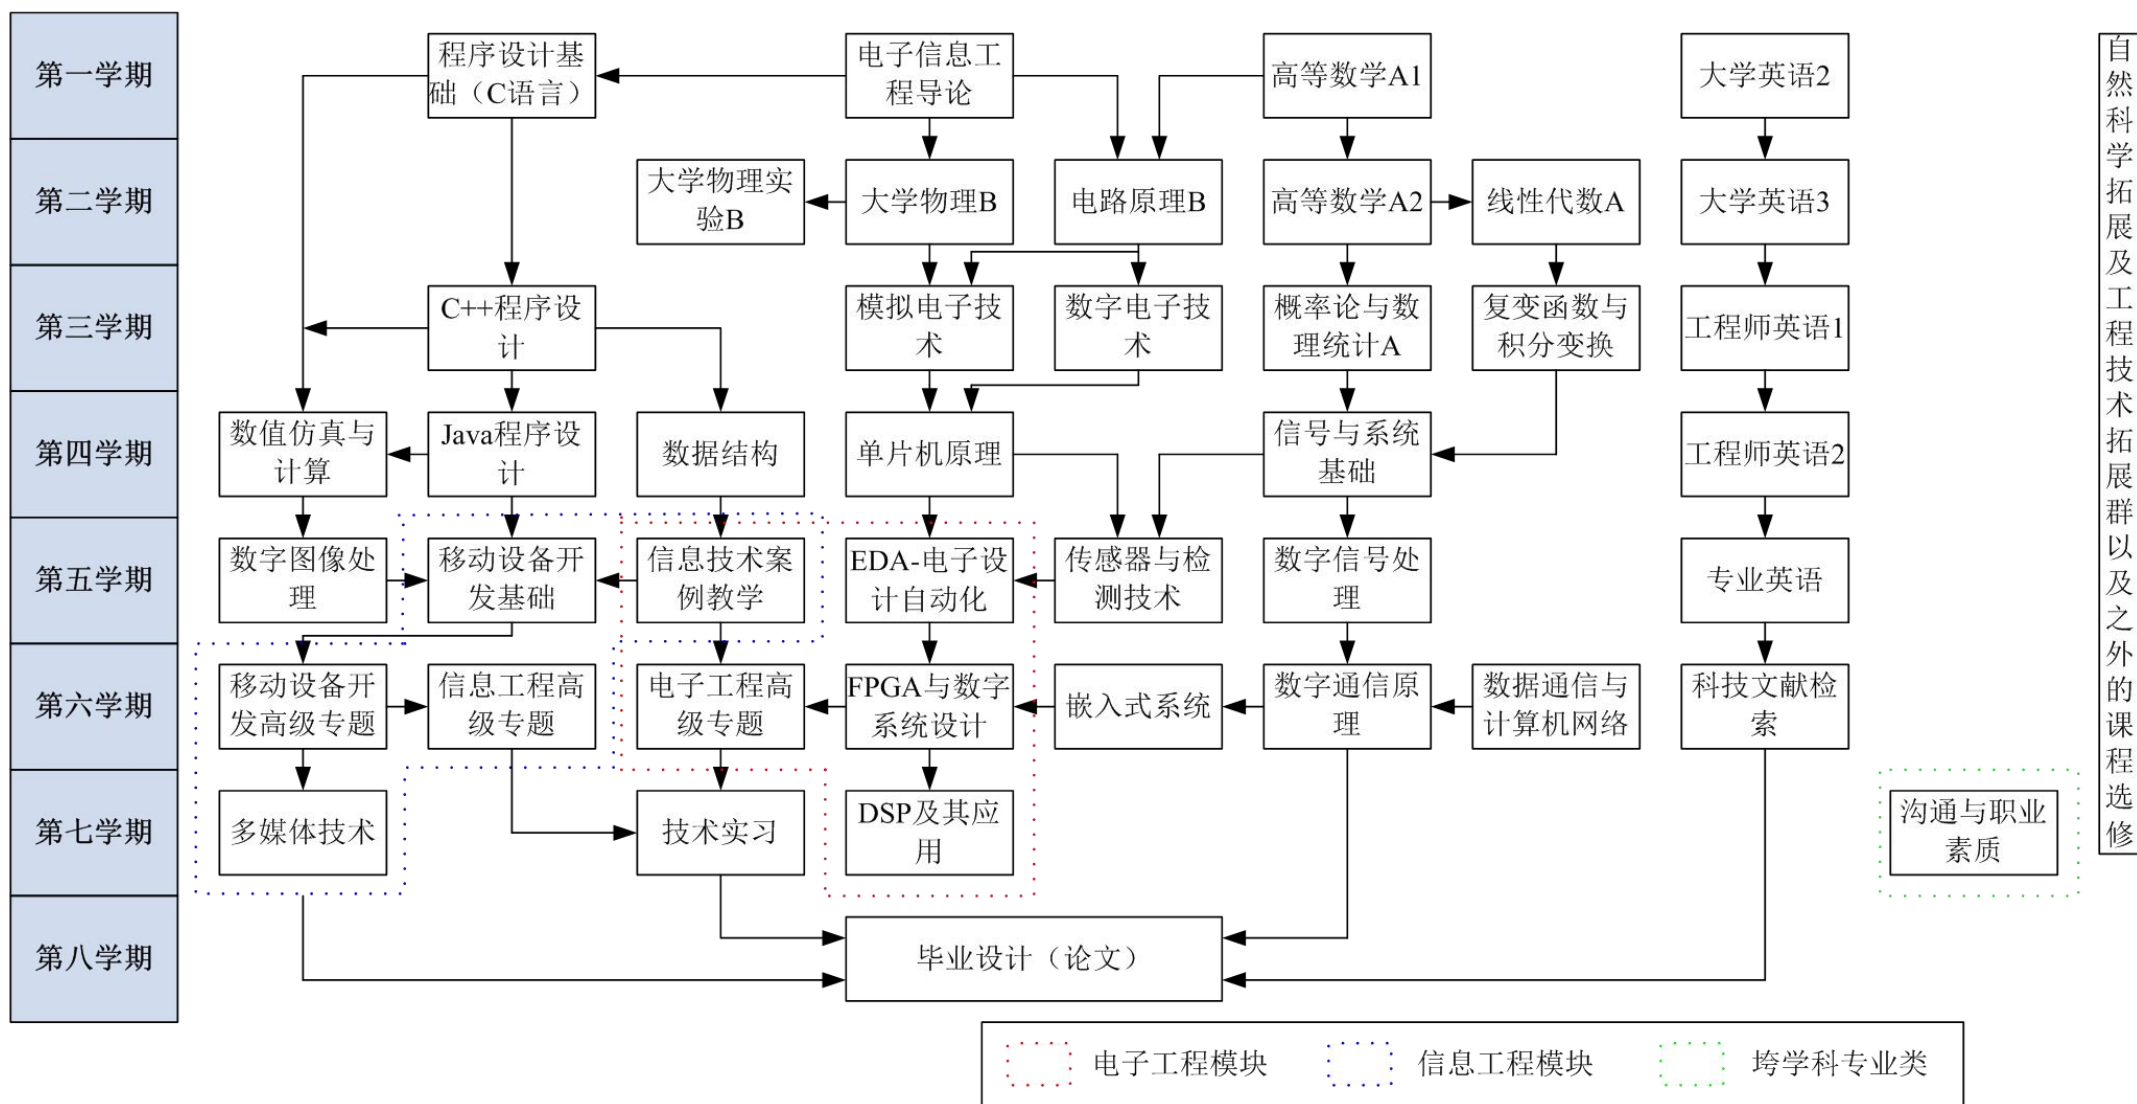 第一学期
程序设计基
础（C语言）
电子信息工
程导论
高等数学A1
大学英语2
第二学期
大学物理实
验B
大学物理B
电路原理B
高等数学A2
线性代数A
大学英语3
第三学期
C++程序设
计
模拟电子技
术
数字电子技
术
概率论与数
理统计A
复变函数与
积分变换
工程师英语1
第四学期
数值仿真与
计算
Java程序设
计
数据结构
单片机原理
信号与系统
基础
工程师英语2
第五学期
数字图像处
理
移动设备开
发基础
信息技术案
例教学
EDA-电子设
计自动化
传感器与检
测技术
数字信号处
理
专业英语
第六学期
移动设备开
发高级专题
信息工程高
级专题
电子工程高
级专题
FPGA与数字
系统设计
嵌入式系统
数字通信原
理
数据通信与
计算机网络
科技文献检
索
第七学期
多媒体技术
技术实习
DSP及其应
用
沟通与职业
素质
第八学期
毕业设计（论文）
自然科学拓展及工程技术拓展群以及之外的课程选修
电子工程模块
信息工程模块
垮学科专业类